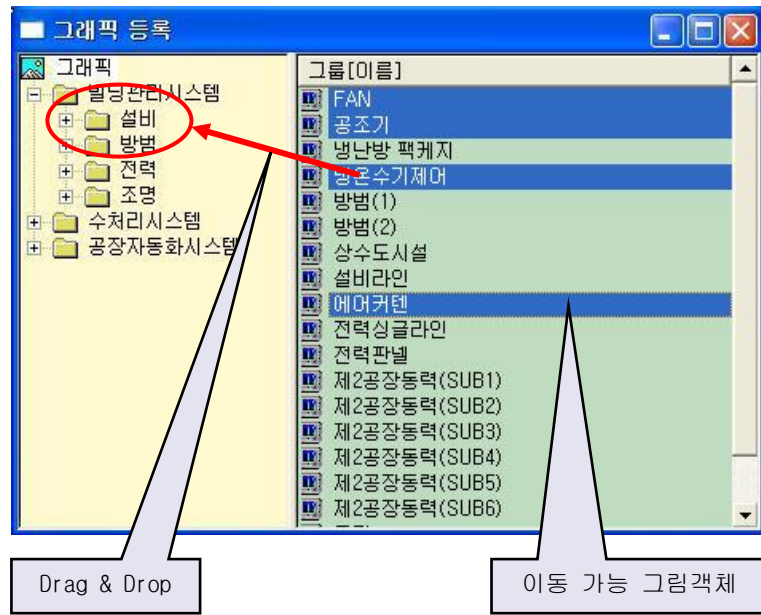 그래픽 등록
그래픽
빌딩관리시스템
설비
방범
전력
조명
수처리시스템
공장자동화시스템
그룹[이름]
FAN
공조기
냉난방 팩케지
냉온수기제어
방범(1)
방범(2)
상수도시설
설비라인
에어커텐
전력싱글라인
전력판넬
제2공장동력(SUB1)
제2공장동력(SUB2)
제2공장동력(SUB3)
제2공장동력(SUB4)
제2공장동력(SUB5)
제2공장동력(SUB6)
Drag & Drop
이동 가능 그림객체